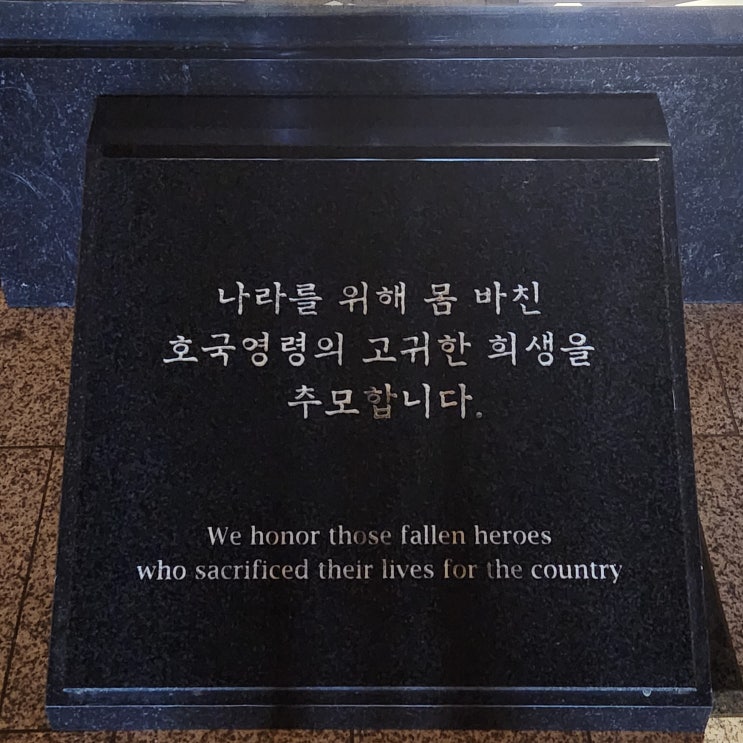 나라를 위해 몸 바친
호국영령의 고귀한 희생을
추모합니다.
We honor those fallen heroes
who sacrificed their lives for the country